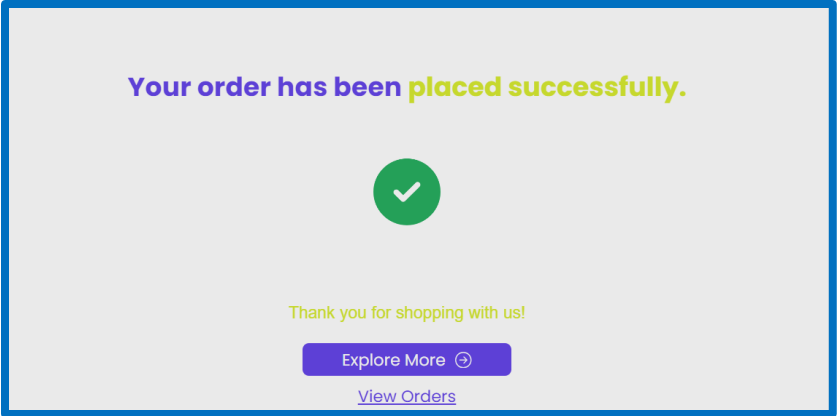 Your order has been placed successfully.
Thank you for shopping with us!
Explore More
View Orders